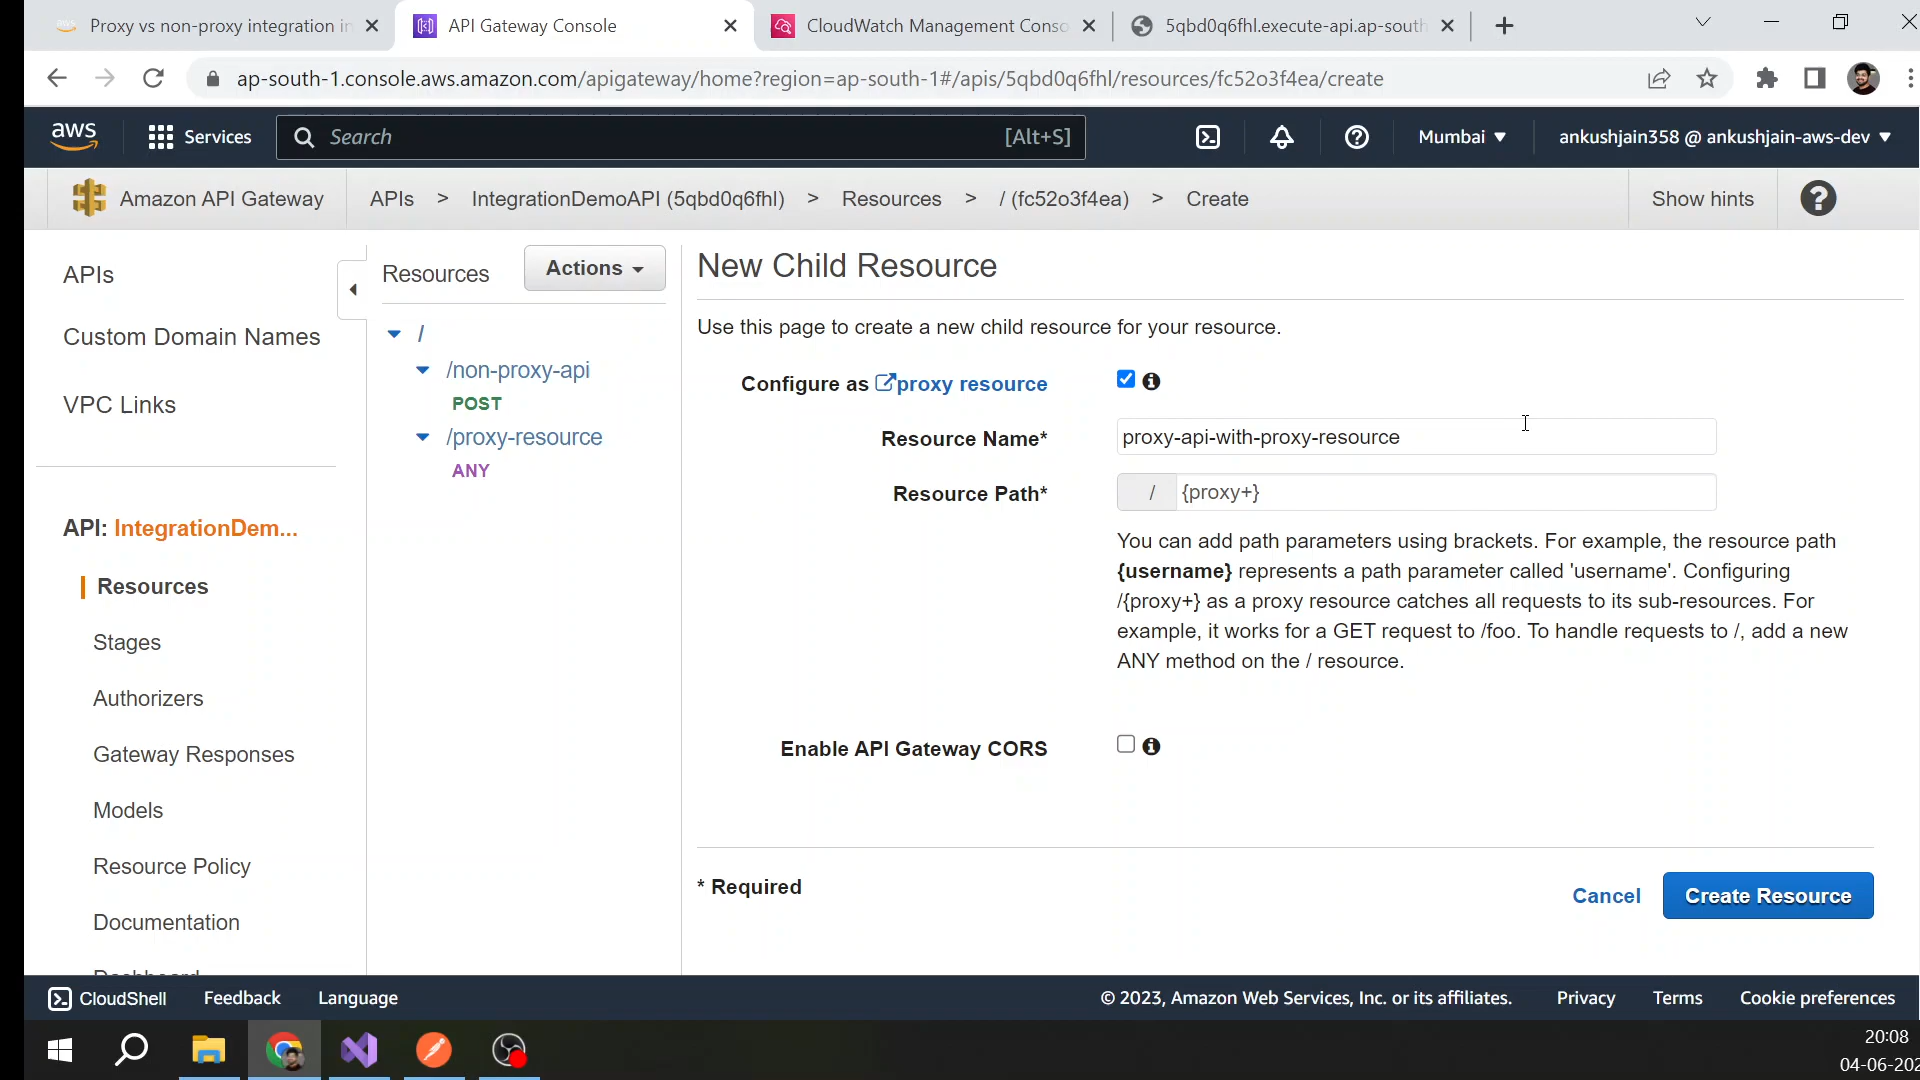 Proxy vs non-proxy integration in
API Gateway Console
CloudWatch Management Conso
5qbd0q6fhl.execute-api.ap-south
ap-south-1.console.aws.amazon.com/apigateway/home?region=ap-south-1#/apis/5qbd0q6fhl/resources/fc52o3f4ea/create
aws
Services
Search
[Alt+S]
Mumbai
ankushjain358 @ ankushjain-aws-dev
Amazon API Gateway
APIs > IntegrationDemoAPI (5qbd0q6fhl) > Resources > / (fc52o3f4ea) > Create
Show hints
APIs
Custom Domain Names
VPC Links
API: IntegrationDem...
Resources
Stages
Authorizers
Gateway Responses
Models
Resource Policy
Documentation
Dashboard
Resources
Actions
/
/non-proxy-api
POST
/proxy-resource
ANY
New Child Resource
Use this page to create a new child resource for your resource.
Configure as proxy resource
Resource Name*
proxy-api-with-proxy-resource
Resource Path*
/ {proxy+}
You can add path parameters using brackets. For example, the resource path
{username} represents a path parameter called 'username'. Configuring
/{proxy+} as a proxy resource catches all requests to its sub-resources. For
example, it works for a GET request to /foo. To handle requests to /, add a new
ANY method on the / resource.
Enable API Gateway CORS
* Required
Cancel
Create Resource
CloudShell
Feedback
Language
© 2023, Amazon Web Services, Inc. or its affiliates.
Privacy
Terms
Cookie preferences
20:08
04-06-202